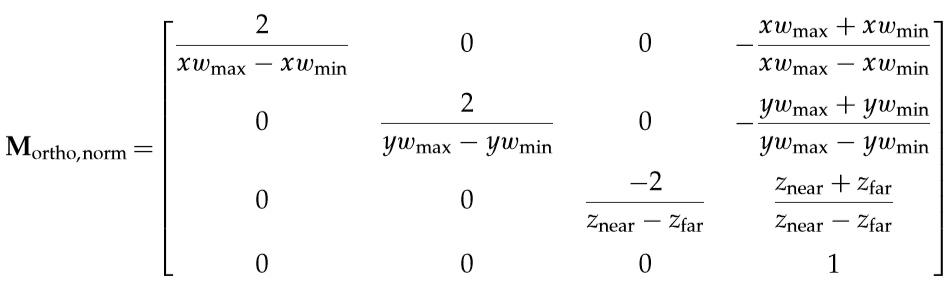 M_ortho,norm = [ 2/(xw_max − xw_min) 0 0 −(xw_max + xw_min)/(xw_max − xw_min)
0 2/(yw_max − yw_min) 0 −(yw_max + yw_min)/(yw_max − yw_min)
0 0 −2/(z_near − z_far) (z_near + z_far)/(z_near − z_far)
0 0 0 1 ]